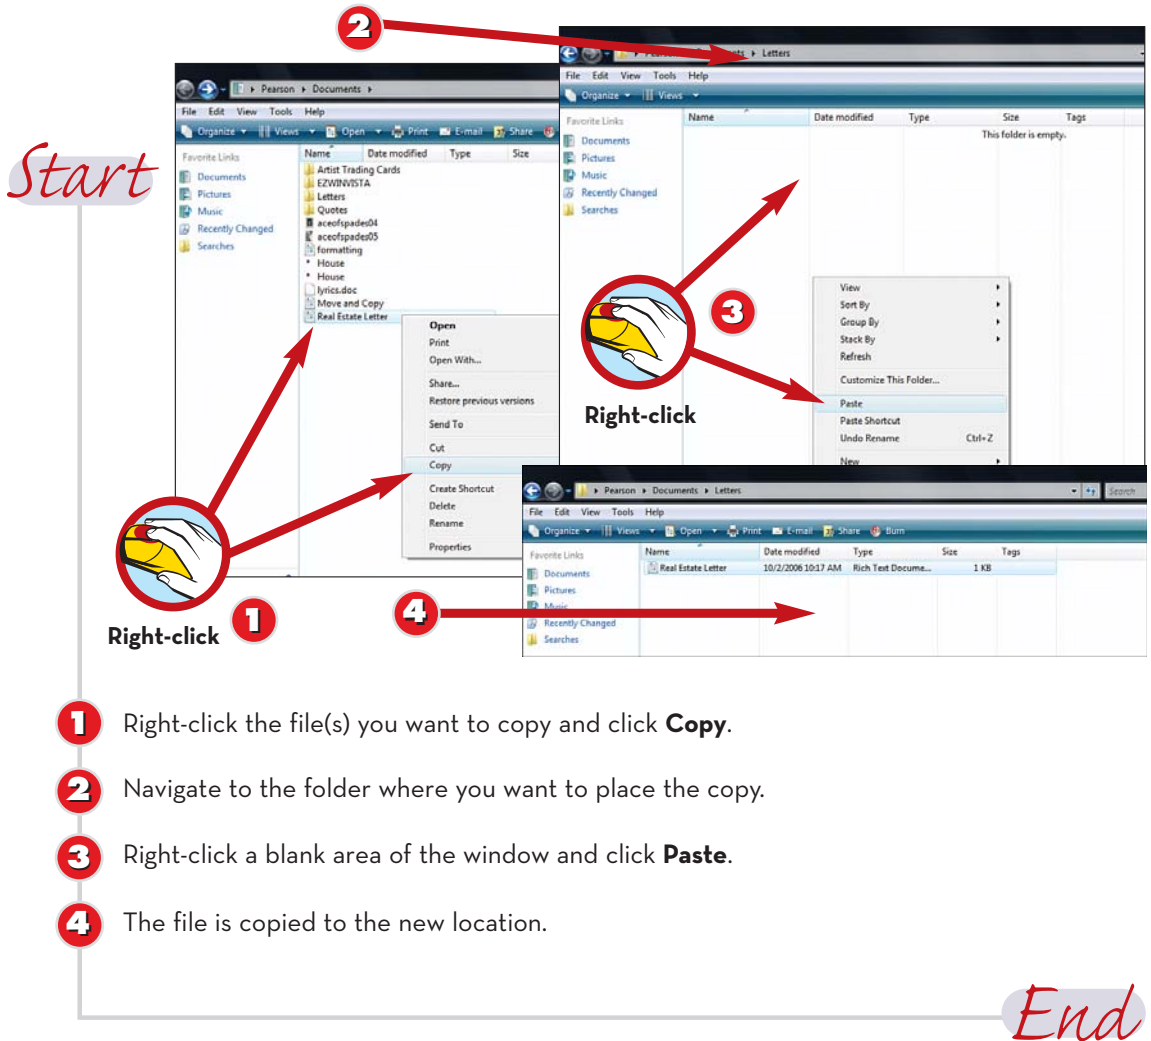 2
Pearson ▸ Documents ▸
File Edit View Tools Help
Organize Views Open Print E-mail Share
Favorite Links
Documents
Pictures
Music
Recently Changed
Searches
Name Date modified Type Size
Artist Trading Cards
EZWINVISTA
Letters
Quotes
aceofspades04
aceofspades05
formatting
House
House
lyrics.doc
Move and Copy
Real Estate Letter
Open
Print
Open With...
Share...
Restore previous versions
Send To
Cut
Copy
Create Shortcut
Delete
Rename
Properties
Start
Right-click
1
Letters
File Edit View Tools Help
Organize Views
Favorite Links
Documents
Pictures
Music
Recently Changed
Searches
Name Date modified Type Size Tags
This folder is empty.
View
Sort By
Group By
Stack By
Refresh
Customize This Folder...
Paste
Paste Shortcut
Undo Rename Ctrl+Z
New
Right-click
3
Pearson ▸ Documents ▸ Letters
Search
File Edit View Tools Help
Organize Views Open Print E-mail Share Burn
Favorite Links
Documents
Pictures
Music
Recently Changed
Searches
Name Date modified Type Size Tags
Real Estate Letter 10/2/2006 10:17 AM Rich Text Docume... 1 KB
4
1 Right-click the file(s) you want to copy and click Copy.
2 Navigate to the folder where you want to place the copy.
3 Right-click a blank area of the window and click Paste.
4 The file is copied to the new location.
End